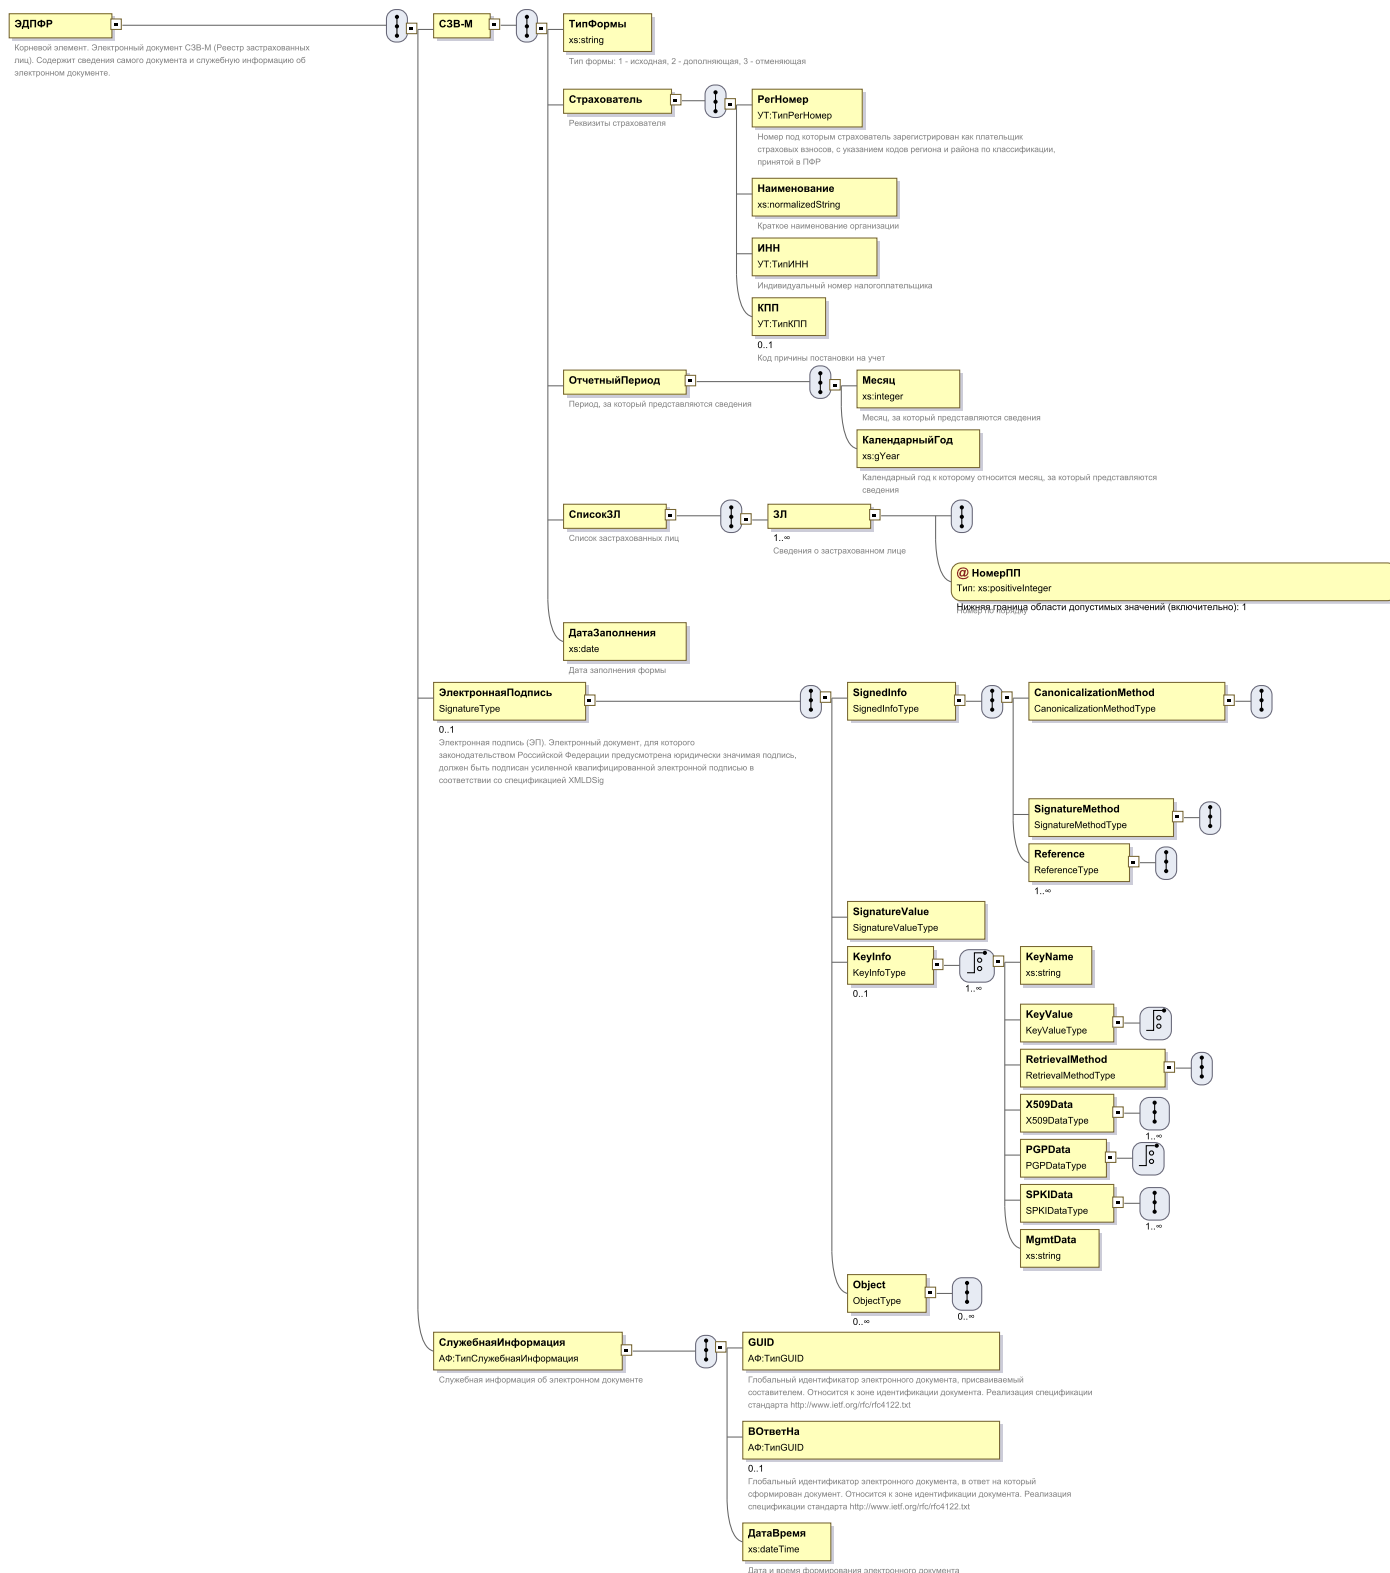 ЭДПФР
Корневой элемент. Электронный документ СЗВ-М (Реестр застрахованных
лиц). Содержит сведения самого документа и служебную информацию об
электронном документе.
СЗВ-М
ТипФормы
xs:string
Тип формы: 1 - исходная, 2 - дополняющая, 3 - отменяющая
Страхователь
Реквизиты страхователя
РегНомер
УТ:ТипРегНомер
Номер под которым страхователь зарегистрирован как плательщик
страховых взносов, с указанием кодов региона и района по классификации,
принятой в ПФР
Наименование
xs:normalizedString
Краткое наименование организации
ИНН
УТ:ТипИНН
Индивидуальный номер налогоплательщика
КПП
УТ:ТипКПП
0..1
Код причины постановки на учет
ОтчетныйПериод
Период, за который представляются сведения
Месяц
xs:integer
Месяц, за который представляются сведения
КалендарныйГод
xs:gYear
Календарный год к которому относится месяц, за который представляются
сведения
СписокЗЛ
Список застрахованных лиц
ЗЛ
1..∞
Сведения о застрахованном лице
@ НомерПП
Тип: xs:positiveInteger
Нижняя граница области допустимых значений (включительно): 1
Номер по порядку
ДатаЗаполнения
xs:date
Дата заполнения формы
ЭлектроннаяПодпись
SignatureType
0..1
Электронная подпись (ЭП). Электронный документ, для которого
законодательством Российской Федерации предусмотрена юридически значимая подпись,
должен быть подписан усиленной квалифицированной электронной подписью в
соответствии со спецификацией XMLDSig
SignedInfo
SignedInfoType
CanonicalizationMethod
CanonicalizationMethodType
SignatureMethod
SignatureMethodType
Reference
ReferenceType
1..∞
SignatureValue
SignatureValueType
KeyInfo
KeyInfoType
0..1
1..∞
KeyName
xs:string
KeyValue
KeyValueType
RetrievalMethod
RetrievalMethodType
X509Data
X509DataType
1..∞
PGPData
PGPDataType
SPKIData
SPKIDataType
1..∞
MgmtData
xs:string
Object
ObjectType
0..∞
0..∞
СлужебнаяИнформация
АФ:ТипСлужебнаяИнформация
Служебная информация об электронном документе
GUID
АФ:ТипGUID
Глобальный идентификатор электронного документа, присваиваемый
составителем. Относится к зоне идентификации документа. Реализация спецификации
стандарта http://www.ietf.org/rfc/rfc4122.txt
ВОтветНа
АФ:ТипGUID
0..1
Глобальный идентификатор электронного документа, в ответ на который
сформирован документ. Относится к зоне идентификации документа. Реализация
спецификации стандарта http://www.ietf.org/rfc/rfc4122.txt
ДатаВремя
xs:dateTime
Дата и время формирования электронного документа